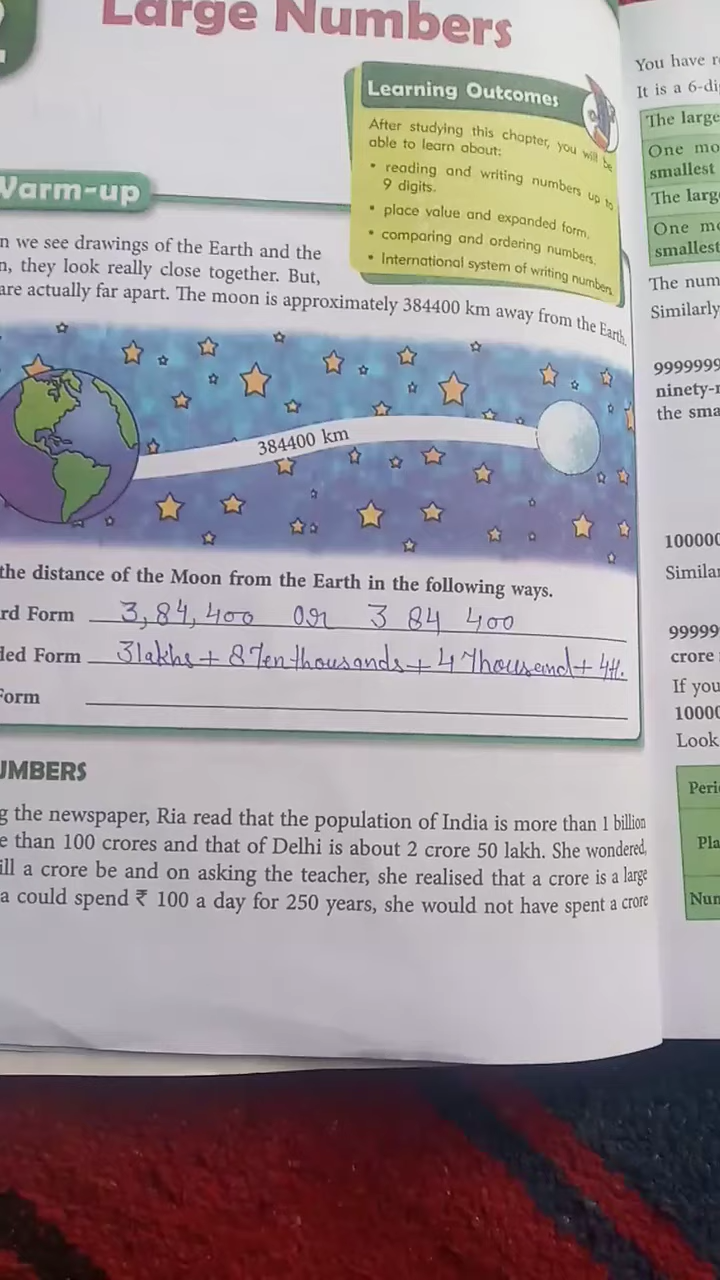 2
Large Numbers
Learning Outcomes
After studying this chapter, you will be
able to learn about:
• reading and writing numbers up to
9 digits.
• place value and expanded form.
• comparing and ordering numbers.
• International system of writing numbers.
Warm-up
n we see drawings of the Earth and the
n, they look really close together. But,
are actually far apart. The moon is approximately 384400 km away from the Earth.
384400 km
the distance of the Moon from the Earth in the following ways.
rd Form 3,84,400 or 3 84 400
ded Form 3lakhs + 8Tenthousands + 4 Thousand + 4H.
Form
UMBERS
g the newspaper, Ria read that the population of India is more than 1 billion
e than 100 crores and that of Delhi is about 2 crore 50 lakh. She wondered,
ill a crore be and on asking the teacher, she realised that a crore is a large
a could spend ₹ 100 a day for 250 years, she would not have spent a crore
You have r
It is a 6-di
The large
One mo
smallest
The larg
One mo
smallest
The num
Similarly
9999999
ninety-n
the sma
100000
Similar
99999
crore
If you
10000
Look
Peri
Pla
Num